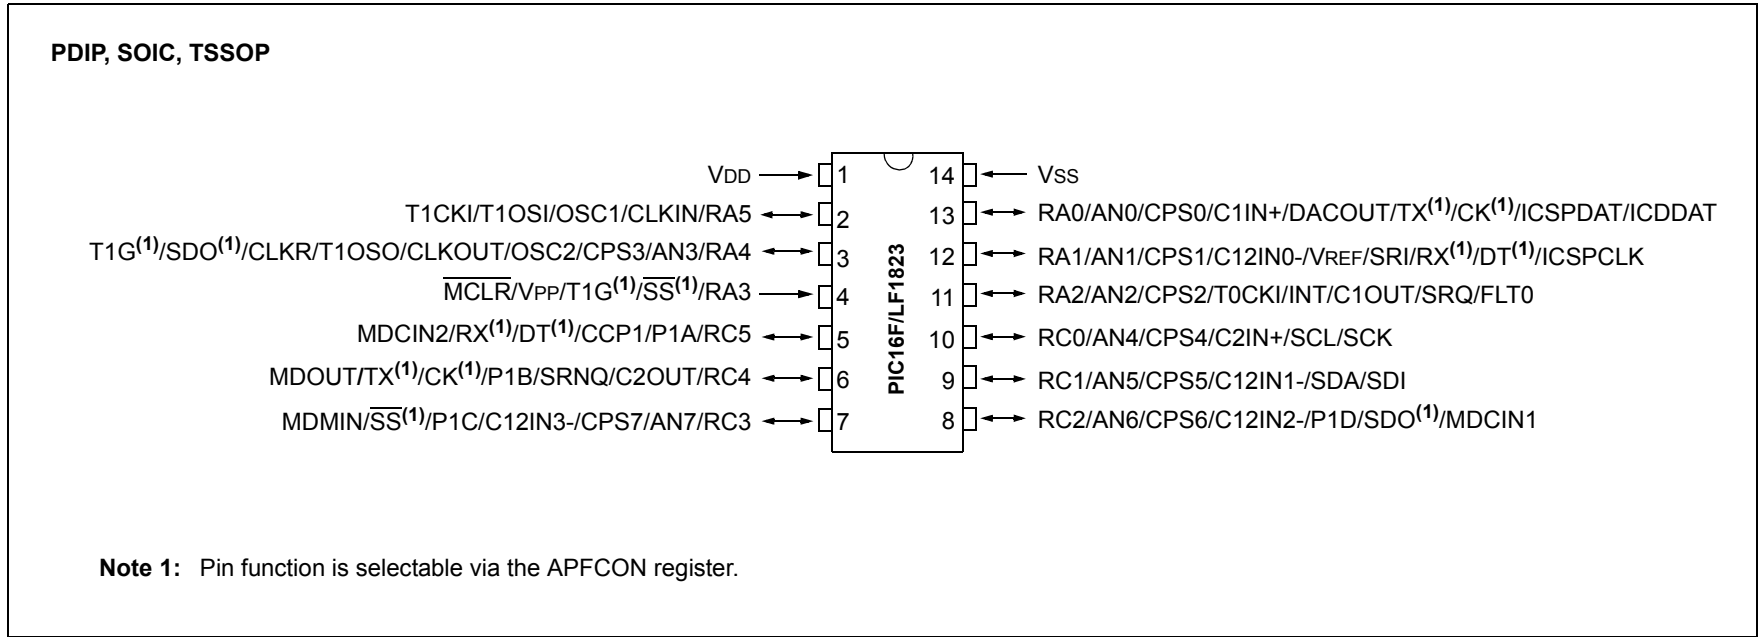 PDIP, SOIC, TSSOP
VDD 1 14 VSS
T1CKI/T1OSI/OSC1/CLKIN/RA5 2 13 RA0/AN0/CPS0/C1IN+/DACOUT/TX(1)/CK(1)/ICSPDAT/ICDDAT
T1G(1)/SDO(1)/CLKR/T1OSO/CLKOUT/OSC2/CPS3/AN3/RA4 3 12 RA1/AN1/CPS1/C12IN0-/VREF/SRI/RX(1)/DT(1)/ICSPCLK
MCLR/VPP/T1G(1)/SS(1)/RA3 4 11 RA2/AN2/CPS2/T0CKI/INT/C1OUT/SRQ/FLT0
MDCIN2/RX(1)/DT(1)/CCP1/P1A/RC5 5 10 RC0/AN4/CPS4/C2IN+/SCL/SCK
MDOUT/TX(1)/CK(1)/P1B/SRNQ/C2OUT/RC4 6 9 RC1/AN5/CPS5/C12IN1-/SDA/SDI
MDMIN/SS(1)/P1C/C12IN3-/CPS7/AN7/RC3 7 8 RC2/AN6/CPS6/C12IN2-/P1D/SDO(1)/MDCIN1
PIC16F/LF1823
Note 1: Pin function is selectable via the APFCON register.